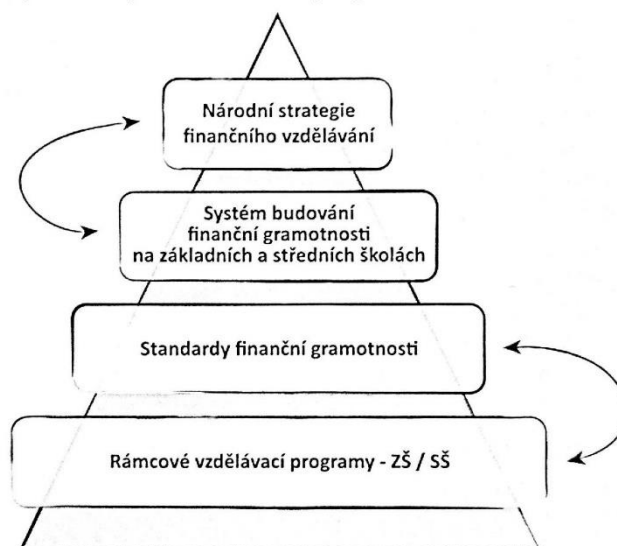 Národní strategie
finančního vzdělávání
Systém budování
finanční gramotnosti
na základních a středních školách
Standardy finanční gramotnosti
Rámcové vzdělávací programy - ZŠ / SŠ